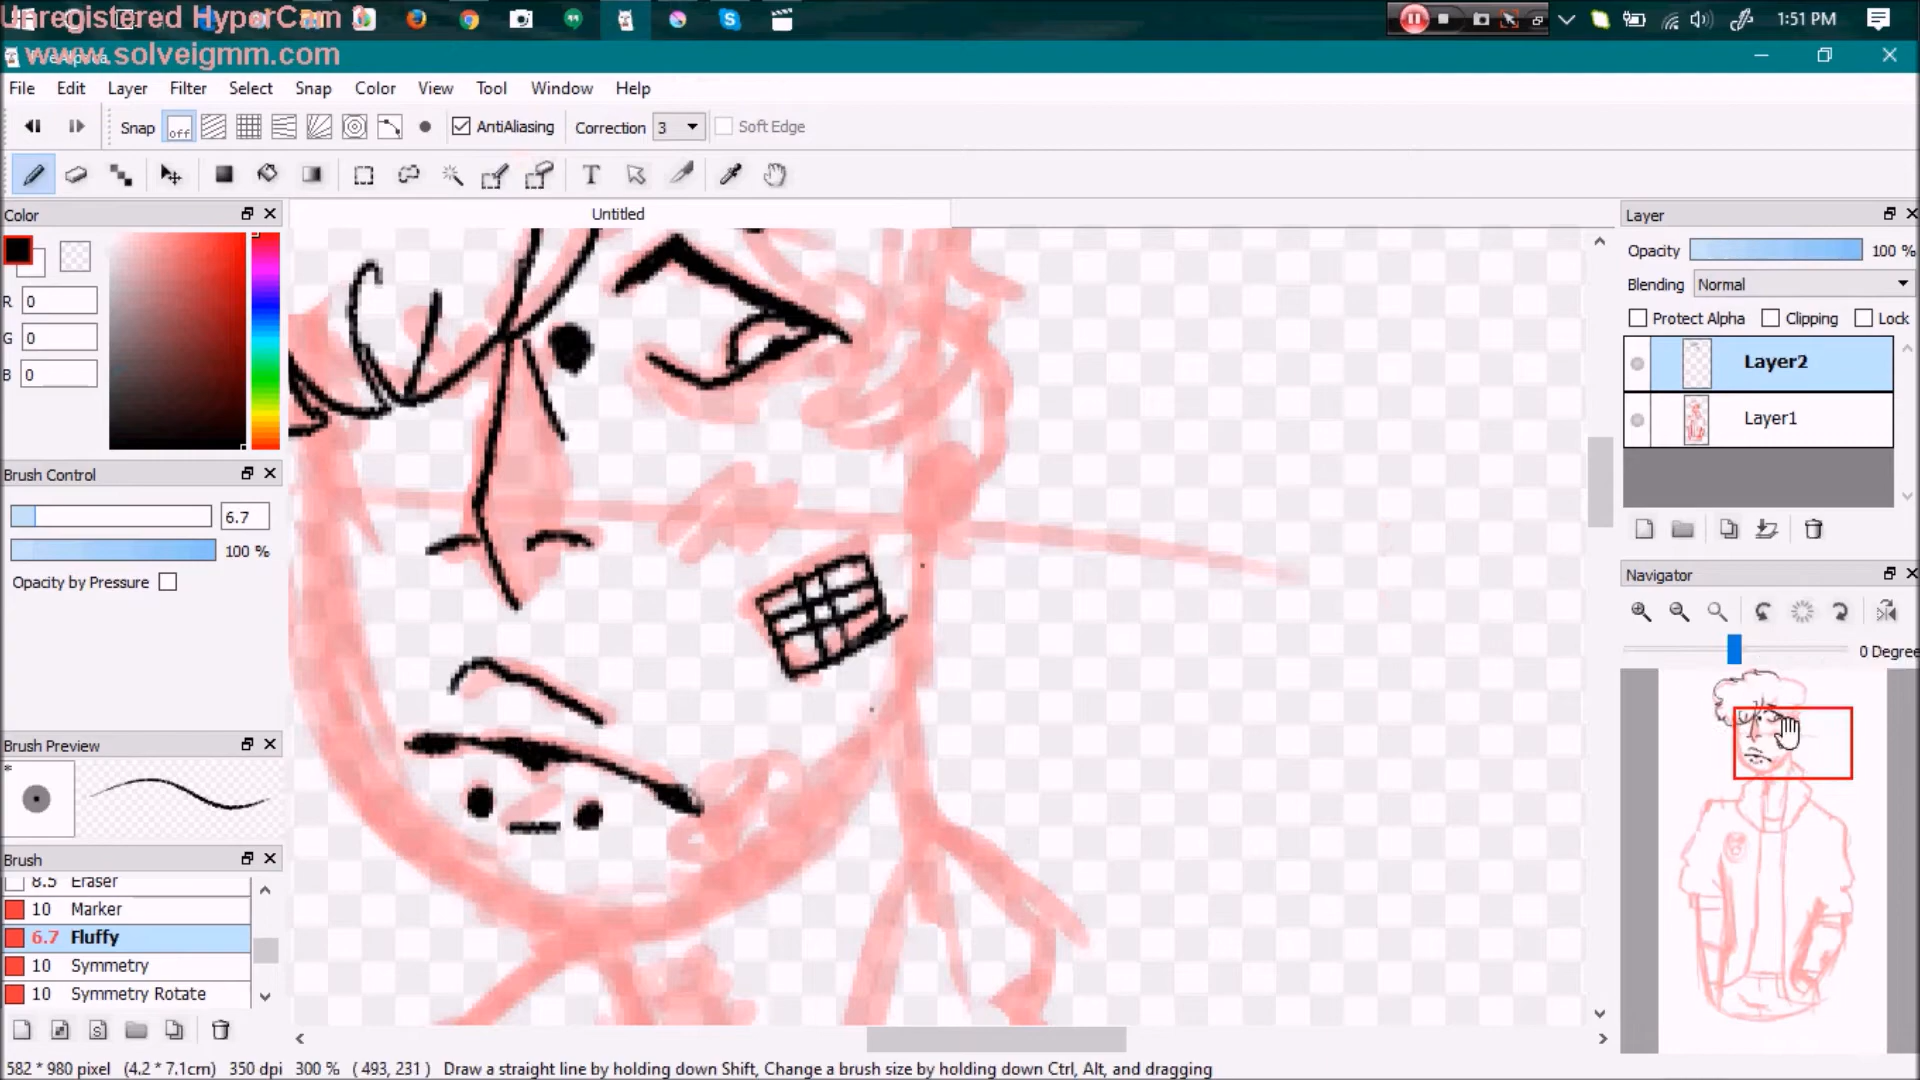 Unregistered HyperCam
1:51 PM
www.solveigmm.com
File Edit Layer Filter Select Snap Color View Tool Window Help
Snap off AntiAliasing Correction 3 Soft Edge
T
Color
Untitled
Layer
R 0
G 0
B 0
Opacity 100 %
Blending Normal
Protect Alpha Clipping Lock
Layer2
Layer1
Brush Control
6.7
100 %
Opacity by Pressure
Navigator
0 Degree
Brush Preview
*
Brush
8.5 Eraser
10 Marker
6.7 Fluffy
10 Symmetry
10 Symmetry Rotate
S
582 * 980 pixel (4.2 * 7.1cm) 350 dpi 300 % ( 493, 231 ) Draw a straight line by holding down Shift, Change a brush size by holding down Ctrl, Alt, and dragging